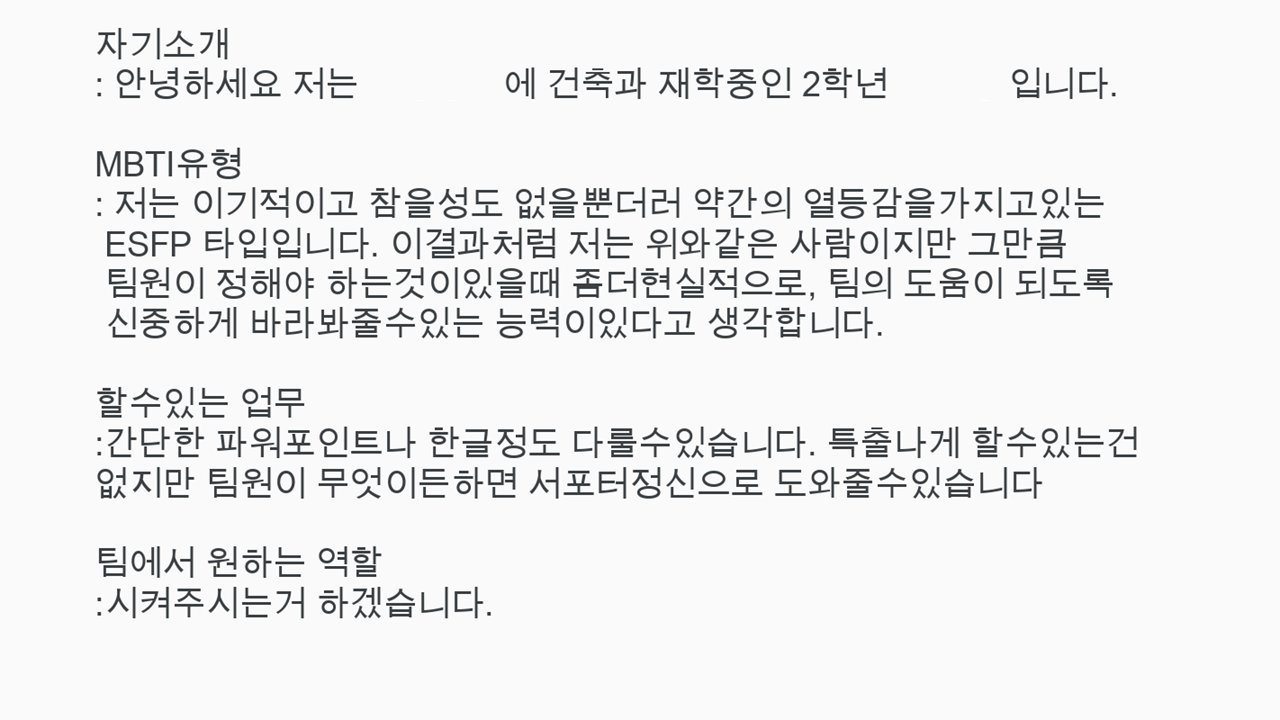 자기소개
: 안녕하세요 저는 에 건축과 재학중인 2학년 입니다.
MBTI유형
: 저는 이기적이고 참을성도 없을뿐더러 약간의 열등감을가지고있는
ESFP 타입입니다. 이결과처럼 저는 위와같은 사람이지만 그만큼
팀원이 정해야 하는것이있을때 좀더현실적으로, 팀의 도움이 되도록
신중하게 바라봐줄수있는 능력이있다고 생각합니다.
할수있는 업무
:간단한 파워포인트나 한글정도 다룰수있습니다. 특출나게 할수있는건
없지만 팀원이 무엇이든하면 서포터정신으로 도와줄수있습니다
팀에서 원하는 역할
:시켜주시는거 하겠습니다.